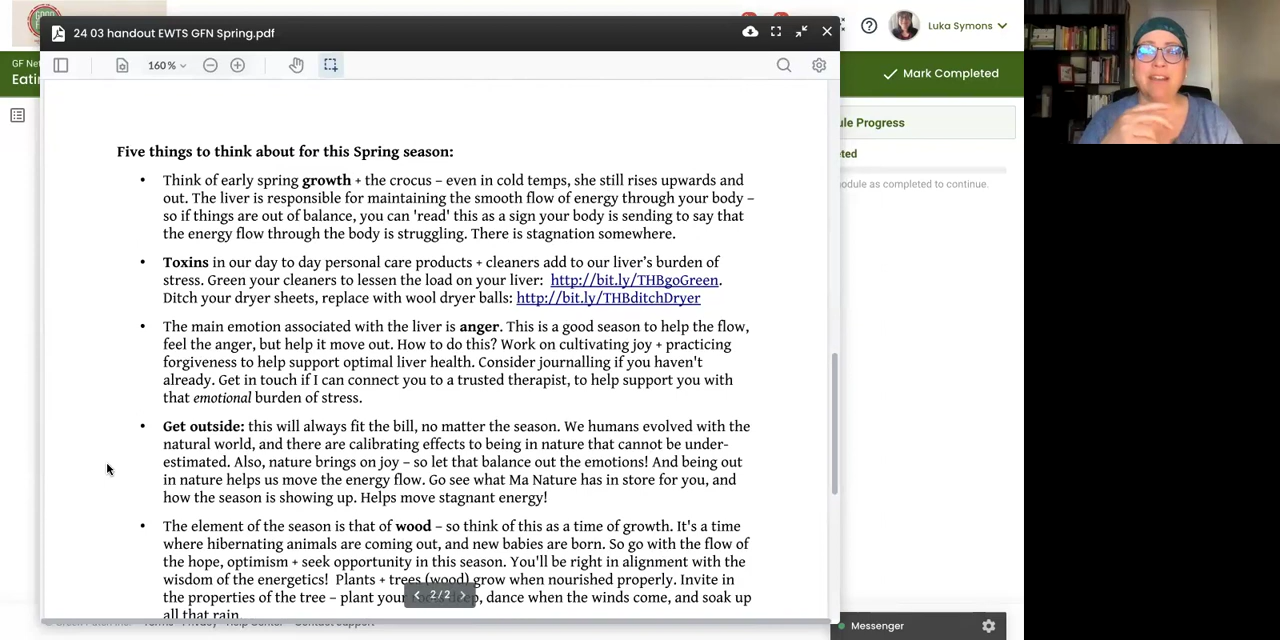 24 03 handout EWTS GFN Spring.pdf
Luka Symons
GF Net
Eatin
160%
Mark Completed
ule Progress
eted
nodule as completed to continue.
Five things to think about for this Spring season:
• Think of early spring growth + the crocus – even in cold temps, she still rises upwards and
out. The liver is responsible for maintaining the smooth flow of energy through your body –
so if things are out of balance, you can 'read' this as a sign your body is sending to say that
the energy flow through the body is struggling. There is stagnation somewhere.
• Toxins in our day to day personal care products + cleaners add to our liver's burden of
stress. Green your cleaners to lessen the load on your liver: http://bit.ly/THBgoGreen.
Ditch your dryer sheets, replace with wool dryer balls: http://bit.ly/THBditchDryer
• The main emotion associated with the liver is anger. This is a good season to help the flow,
feel the anger, but help it move out. How to do this? Work on cultivating joy + practicing
forgiveness to help support optimal liver health. Consider journalling if you haven't
already. Get in touch if I can connect you to a trusted therapist, to help support you with
that emotional burden of stress.
• Get outside: this will always fit the bill, no matter the season. We humans evolved with the
natural world, and there are calibrating effects to being in nature that cannot be under-
estimated. Also, nature brings on joy – so let that balance out the emotions! And being out
in nature helps us move the energy flow. Go see what Ma Nature has in store for you, and
how the season is showing up. Helps move stagnant energy!
• The element of the season is that of wood – so think of this as a time of growth. It's a time
where hibernating animals are coming out, and new babies are born. So go with the flow of
the hope, optimism + seek opportunity in this season. You'll be right in alignment with the
wisdom of the energetics! Plants + trees (wood) grow when nourished properly. Invite in
the properties of the tree – plant your deep, dance when the winds come, and soak up
2/2
all that rain
Messenger